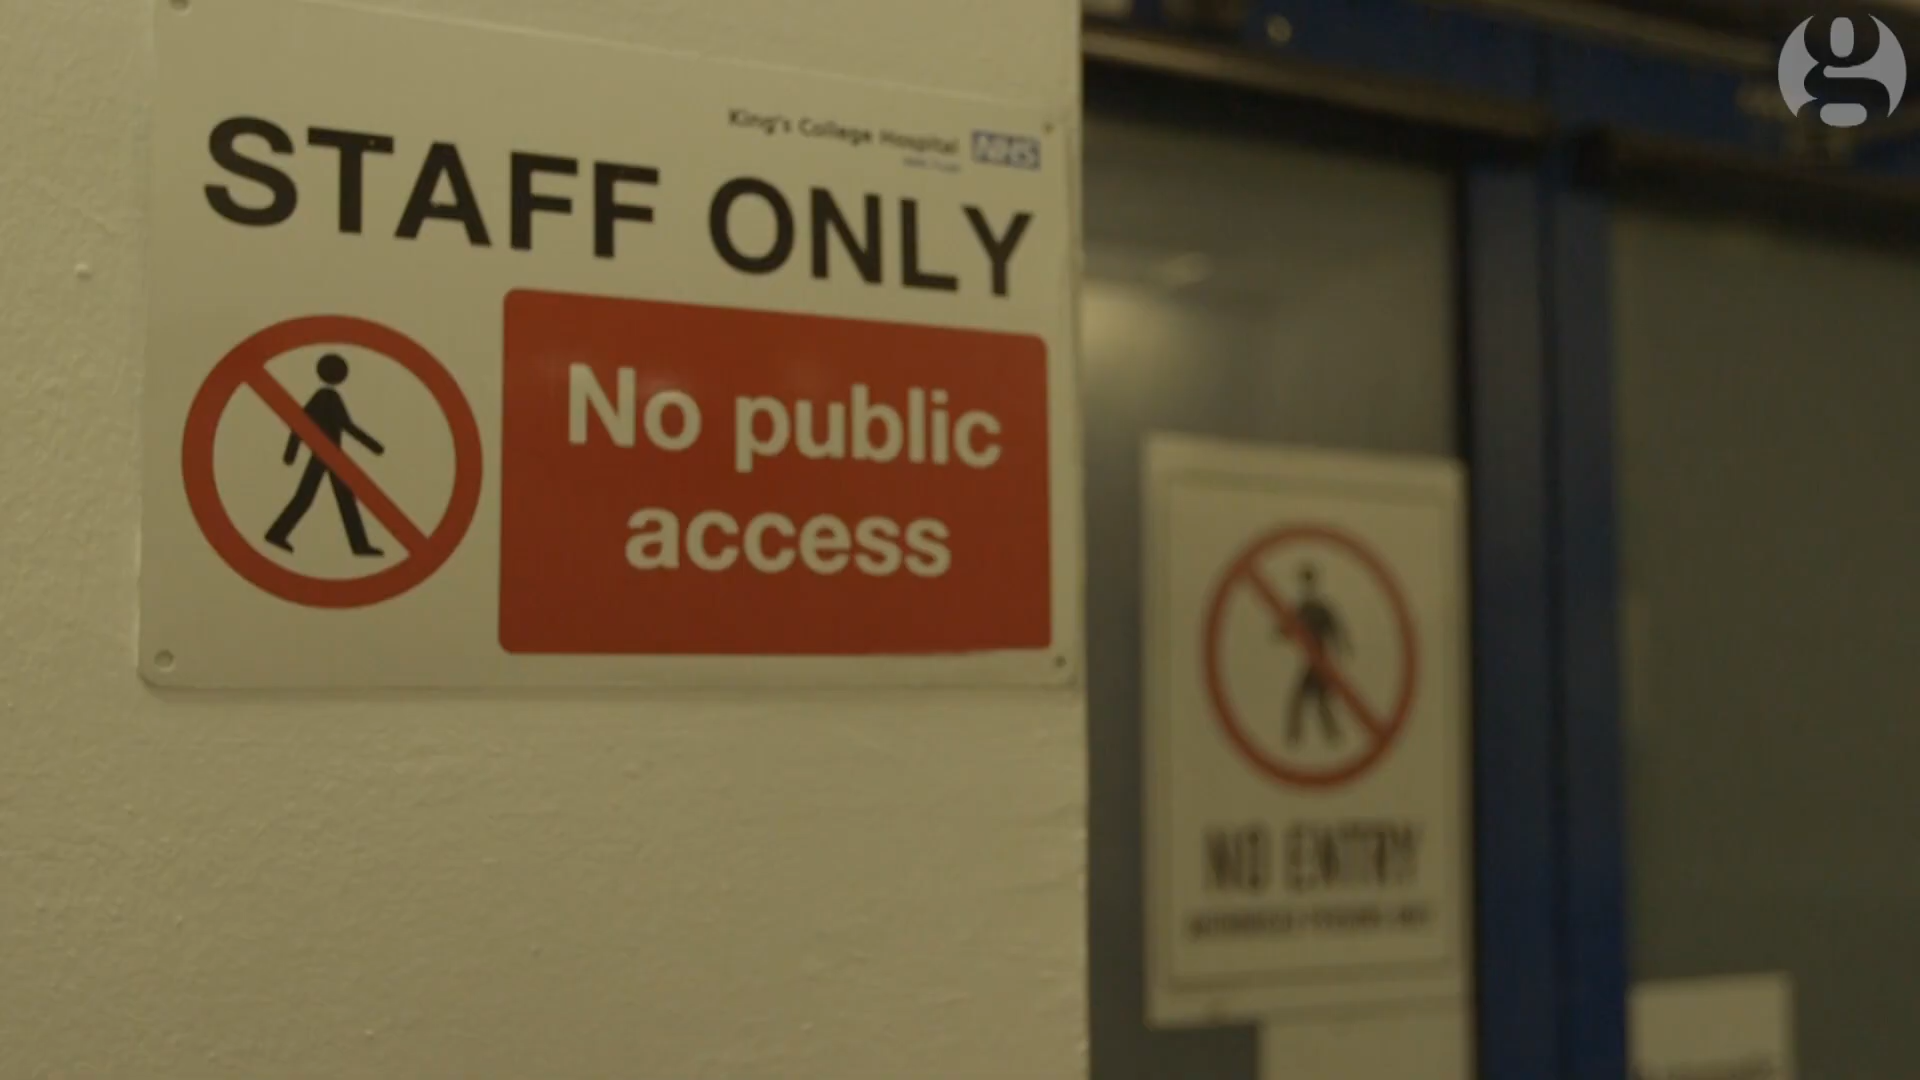 King's College Hospital NHS
STAFF ONLY
No public
access
NO ENTRY